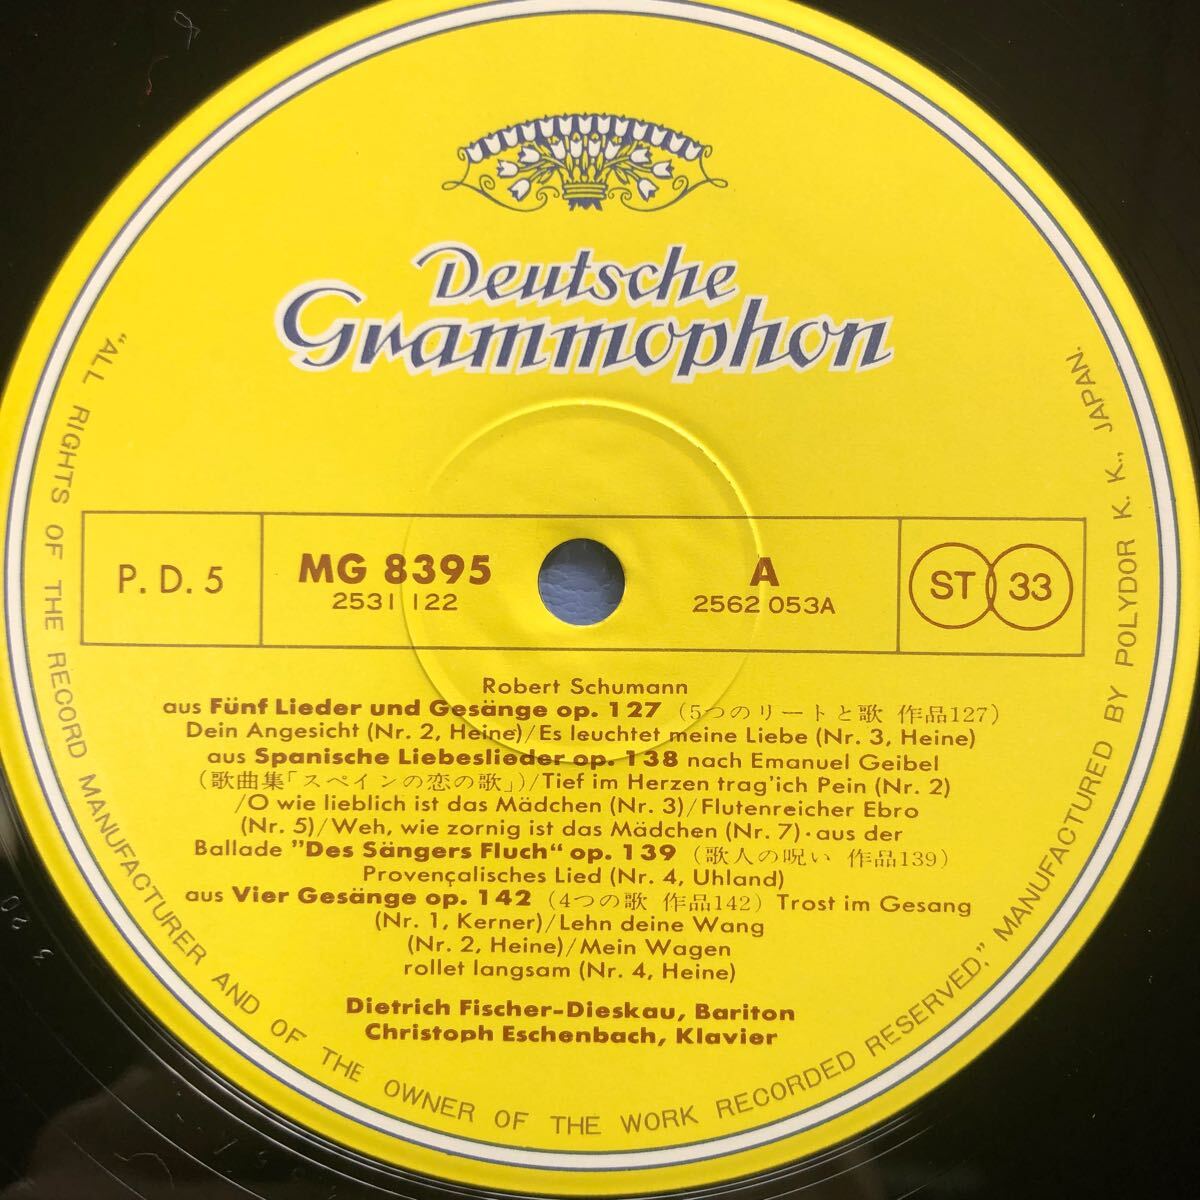 Deutsche
Grammophon
P. D. 5
MG 8395
2531 122
A
2562 053A
ST 33
Robert Schumann
aus Fünf Lieder und Gesänge op. 127 (5つのリートと歌 作品127)
Dein Angesicht (Nr. 2, Heine)/Es leuchtet meine Liebe (Nr. 3, Heine)
aus Spanische Liebeslieder op. 138 nach Emanuel Geibel
(歌曲集「スペインの恋の歌」)/Tief im Herzen trag'ich Pein (Nr. 2)
/O wie lieblich ist das Mädchen (Nr. 3)/Flutenreicher Ebro
(Nr. 5)/Weh, wie zornig ist das Mädchen (Nr. 7)·aus der
Ballade "Des Sängers Fluch" op. 139 (歌人の呪い 作品139)
Provençalisches Lied (Nr. 4, Uhland)
aus Vier Gesänge op. 142 (4つの歌 作品142) Trost im Gesang
(Nr. 1, Kerner)/Lehn deine Wang
(Nr. 2, Heine)/Mein Wagen
rollet langsam (Nr. 4, Heine)
Dietrich Fischer-Dieskau, Bariton
Christoph Eschenbach, Klavier
"ALL RIGHTS OF THE RECORD MANUFACTURER AND OF THE OWNER OF THE WORK RECORDED RESERVED," MANUFACTURED BY POLYDOR K. K., JAPAN.